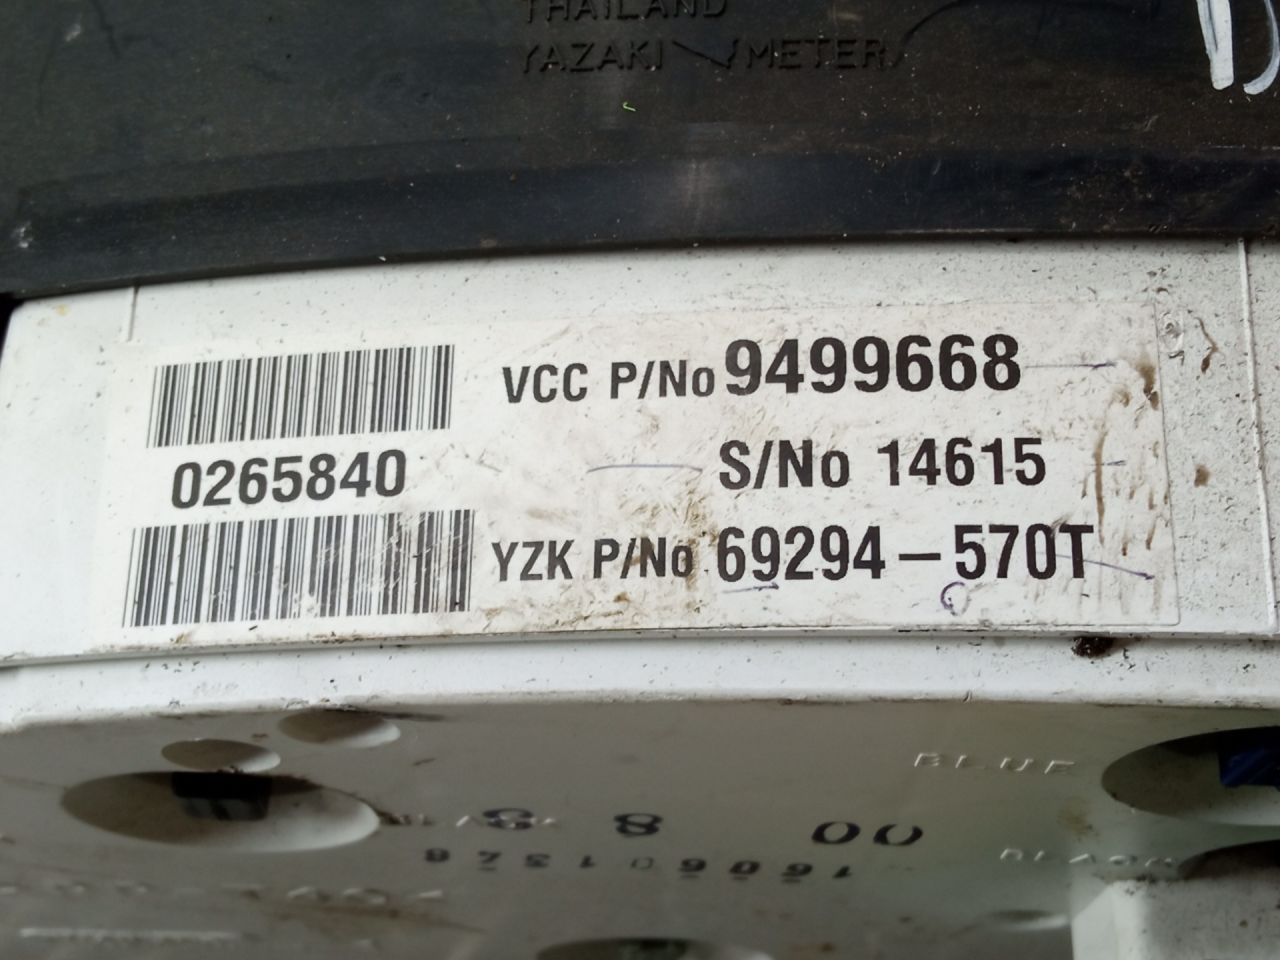 THAILAND
YAZAKI METER
VCC P/No 9499668
0265840
S/No 14615
YZK P/No 69294-570T
BLUE